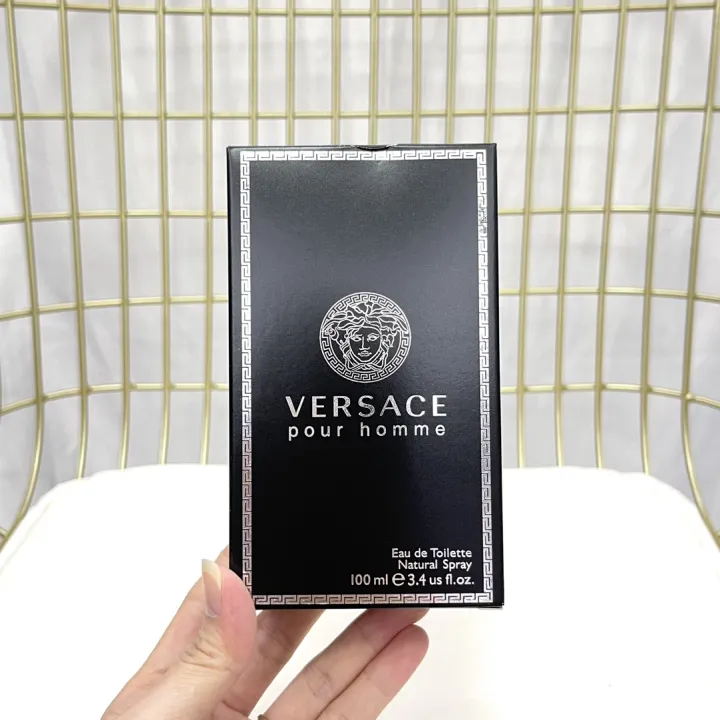 VERSACE
pour homme
Eau de Toilette
Natural Spray
100 ml ℮ 3.4 us fl.oz.